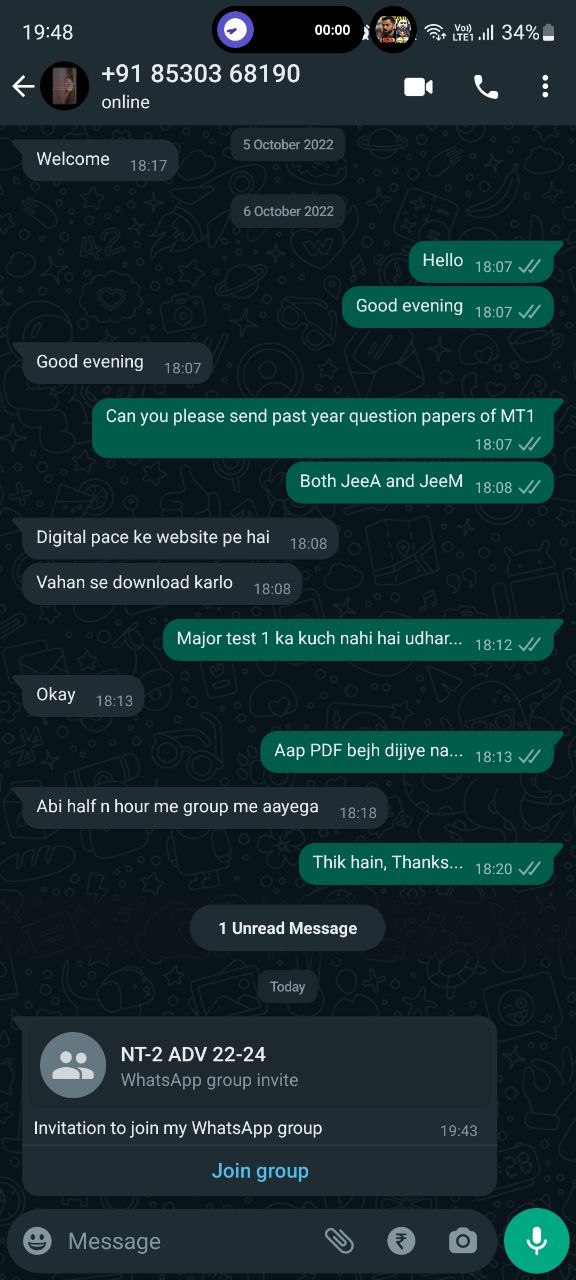 19:48
00:00
Vo))
LTE1
34%
+91 85303 68190
online
5 October 2022
Welcome 18:17
6 October 2022
Hello 18:07
Good evening 18:07
Good evening 18:07
Can you please send past year question papers of MT1
18:07
Both JeeA and JeeM 18:08
Digital pace ke website pe hai 18:08
Vahan se download karlo 18:08
Major test 1 ka kuch nahi hai udhar... 18:12
Okay 18:13
Aap PDF bejh dijiye na... 18:13
Abi half n hour me group me aayega 18:18
Thik hain, Thanks... 18:20
1 Unread Message
Today
NT-2 ADV 22-24
WhatsApp group invite
Invitation to join my WhatsApp group 19:43
Join group
Message